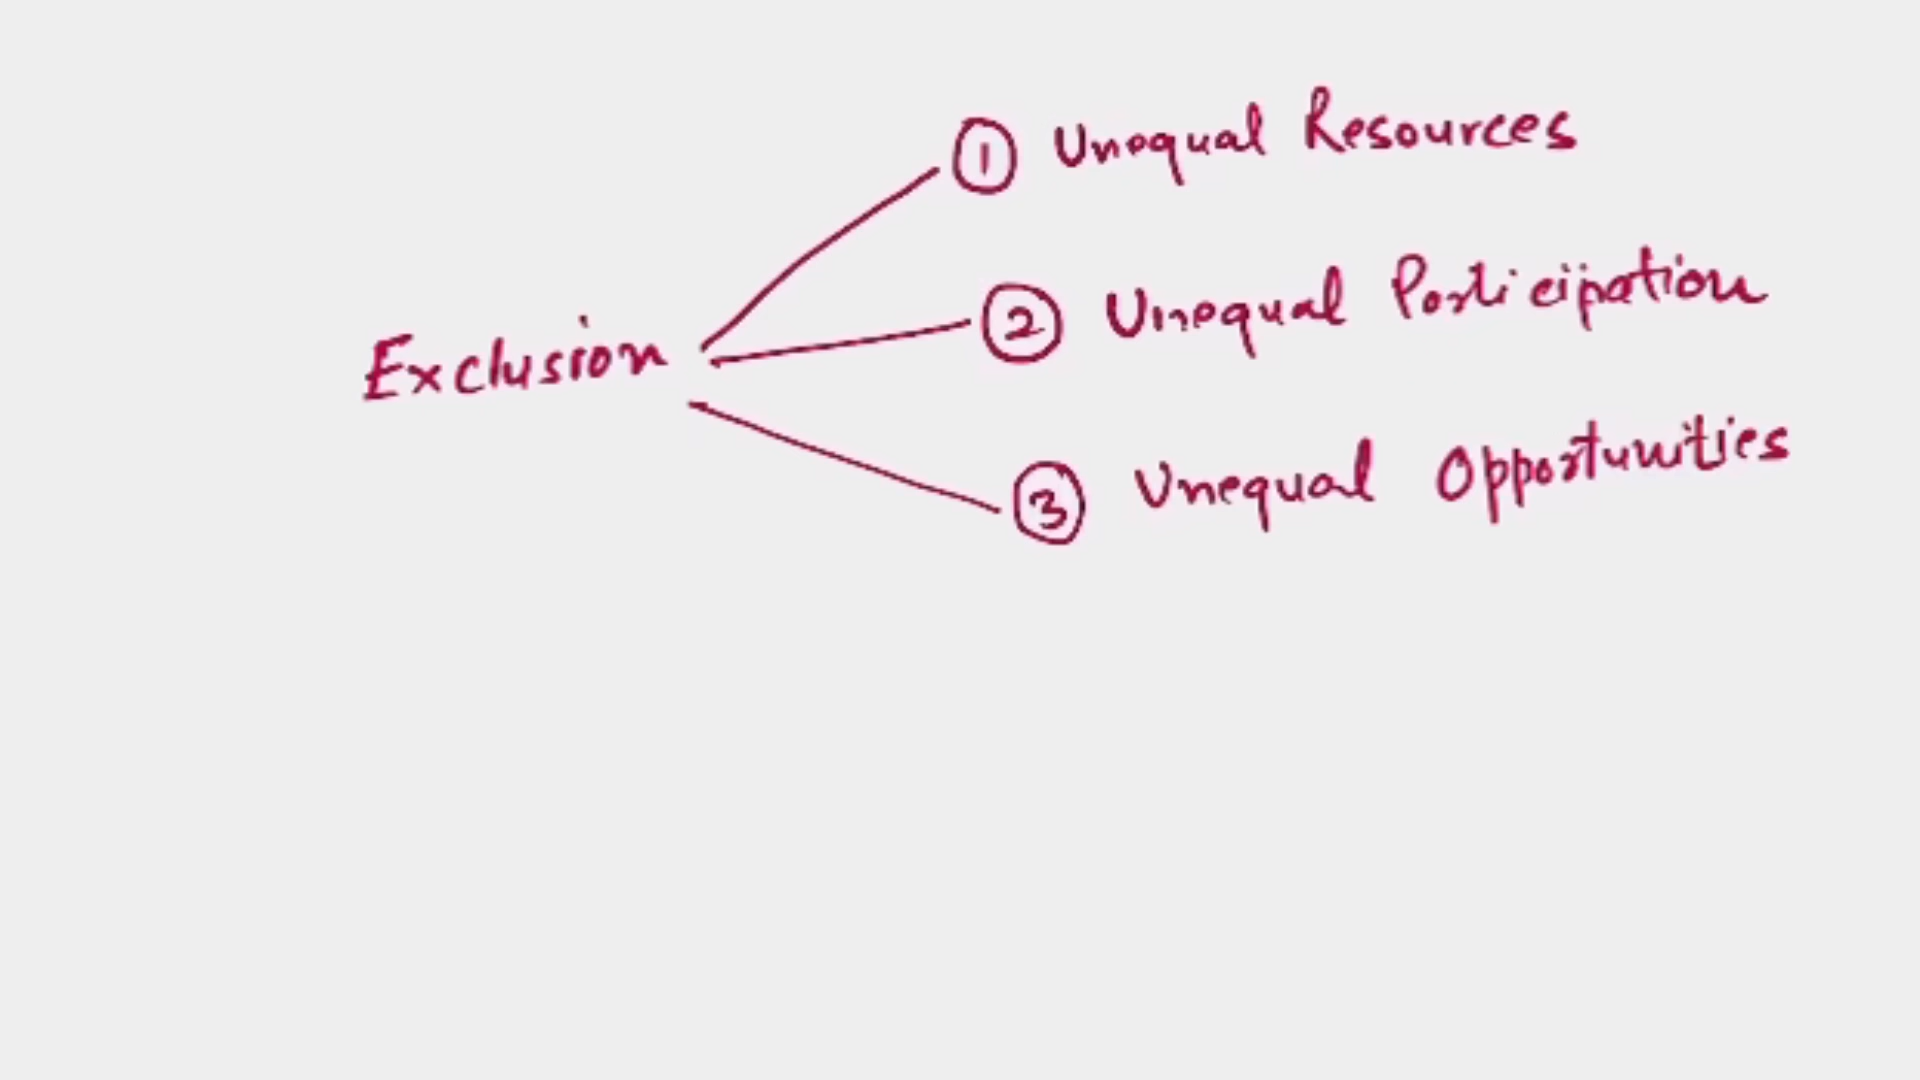 ① Unequal Resources
② Unequal Participation
Exclusion
③ Unequal Opportunities